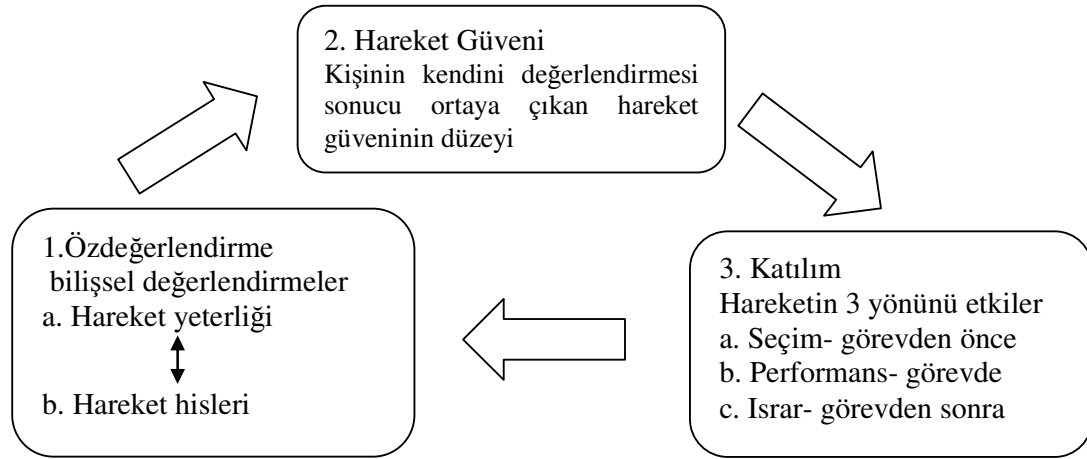 2. Hareket Güveni
Kişinin kendini değerlendirmesi
sonucu ortaya çıkan hareket
güveninin düzeyi
1.Özdeğerlendirme
bilişsel değerlendirmeler
a. Hareket yeterliği
b. Hareket hisleri
3. Katılım
Hareketin 3 yönünü etkiler
a. Seçim- görevden önce
b. Performans- görevde
c. Israr- görevden sonra